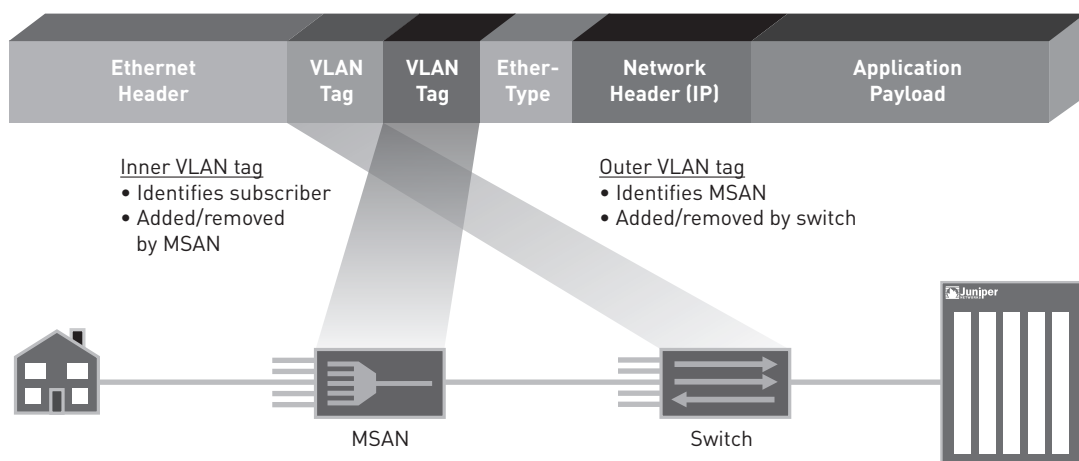 Ethernet
Header
VLAN
Tag
VLAN
Tag
Ether-
Type
Network
Header (IP)
Application
Payload
Inner VLAN tag
• Identifies subscriber
• Added/removed
by MSAN
Outer VLAN tag
• Identifies MSAN
• Added/removed by switch
Juniper
NETWORKS
MSAN
Switch